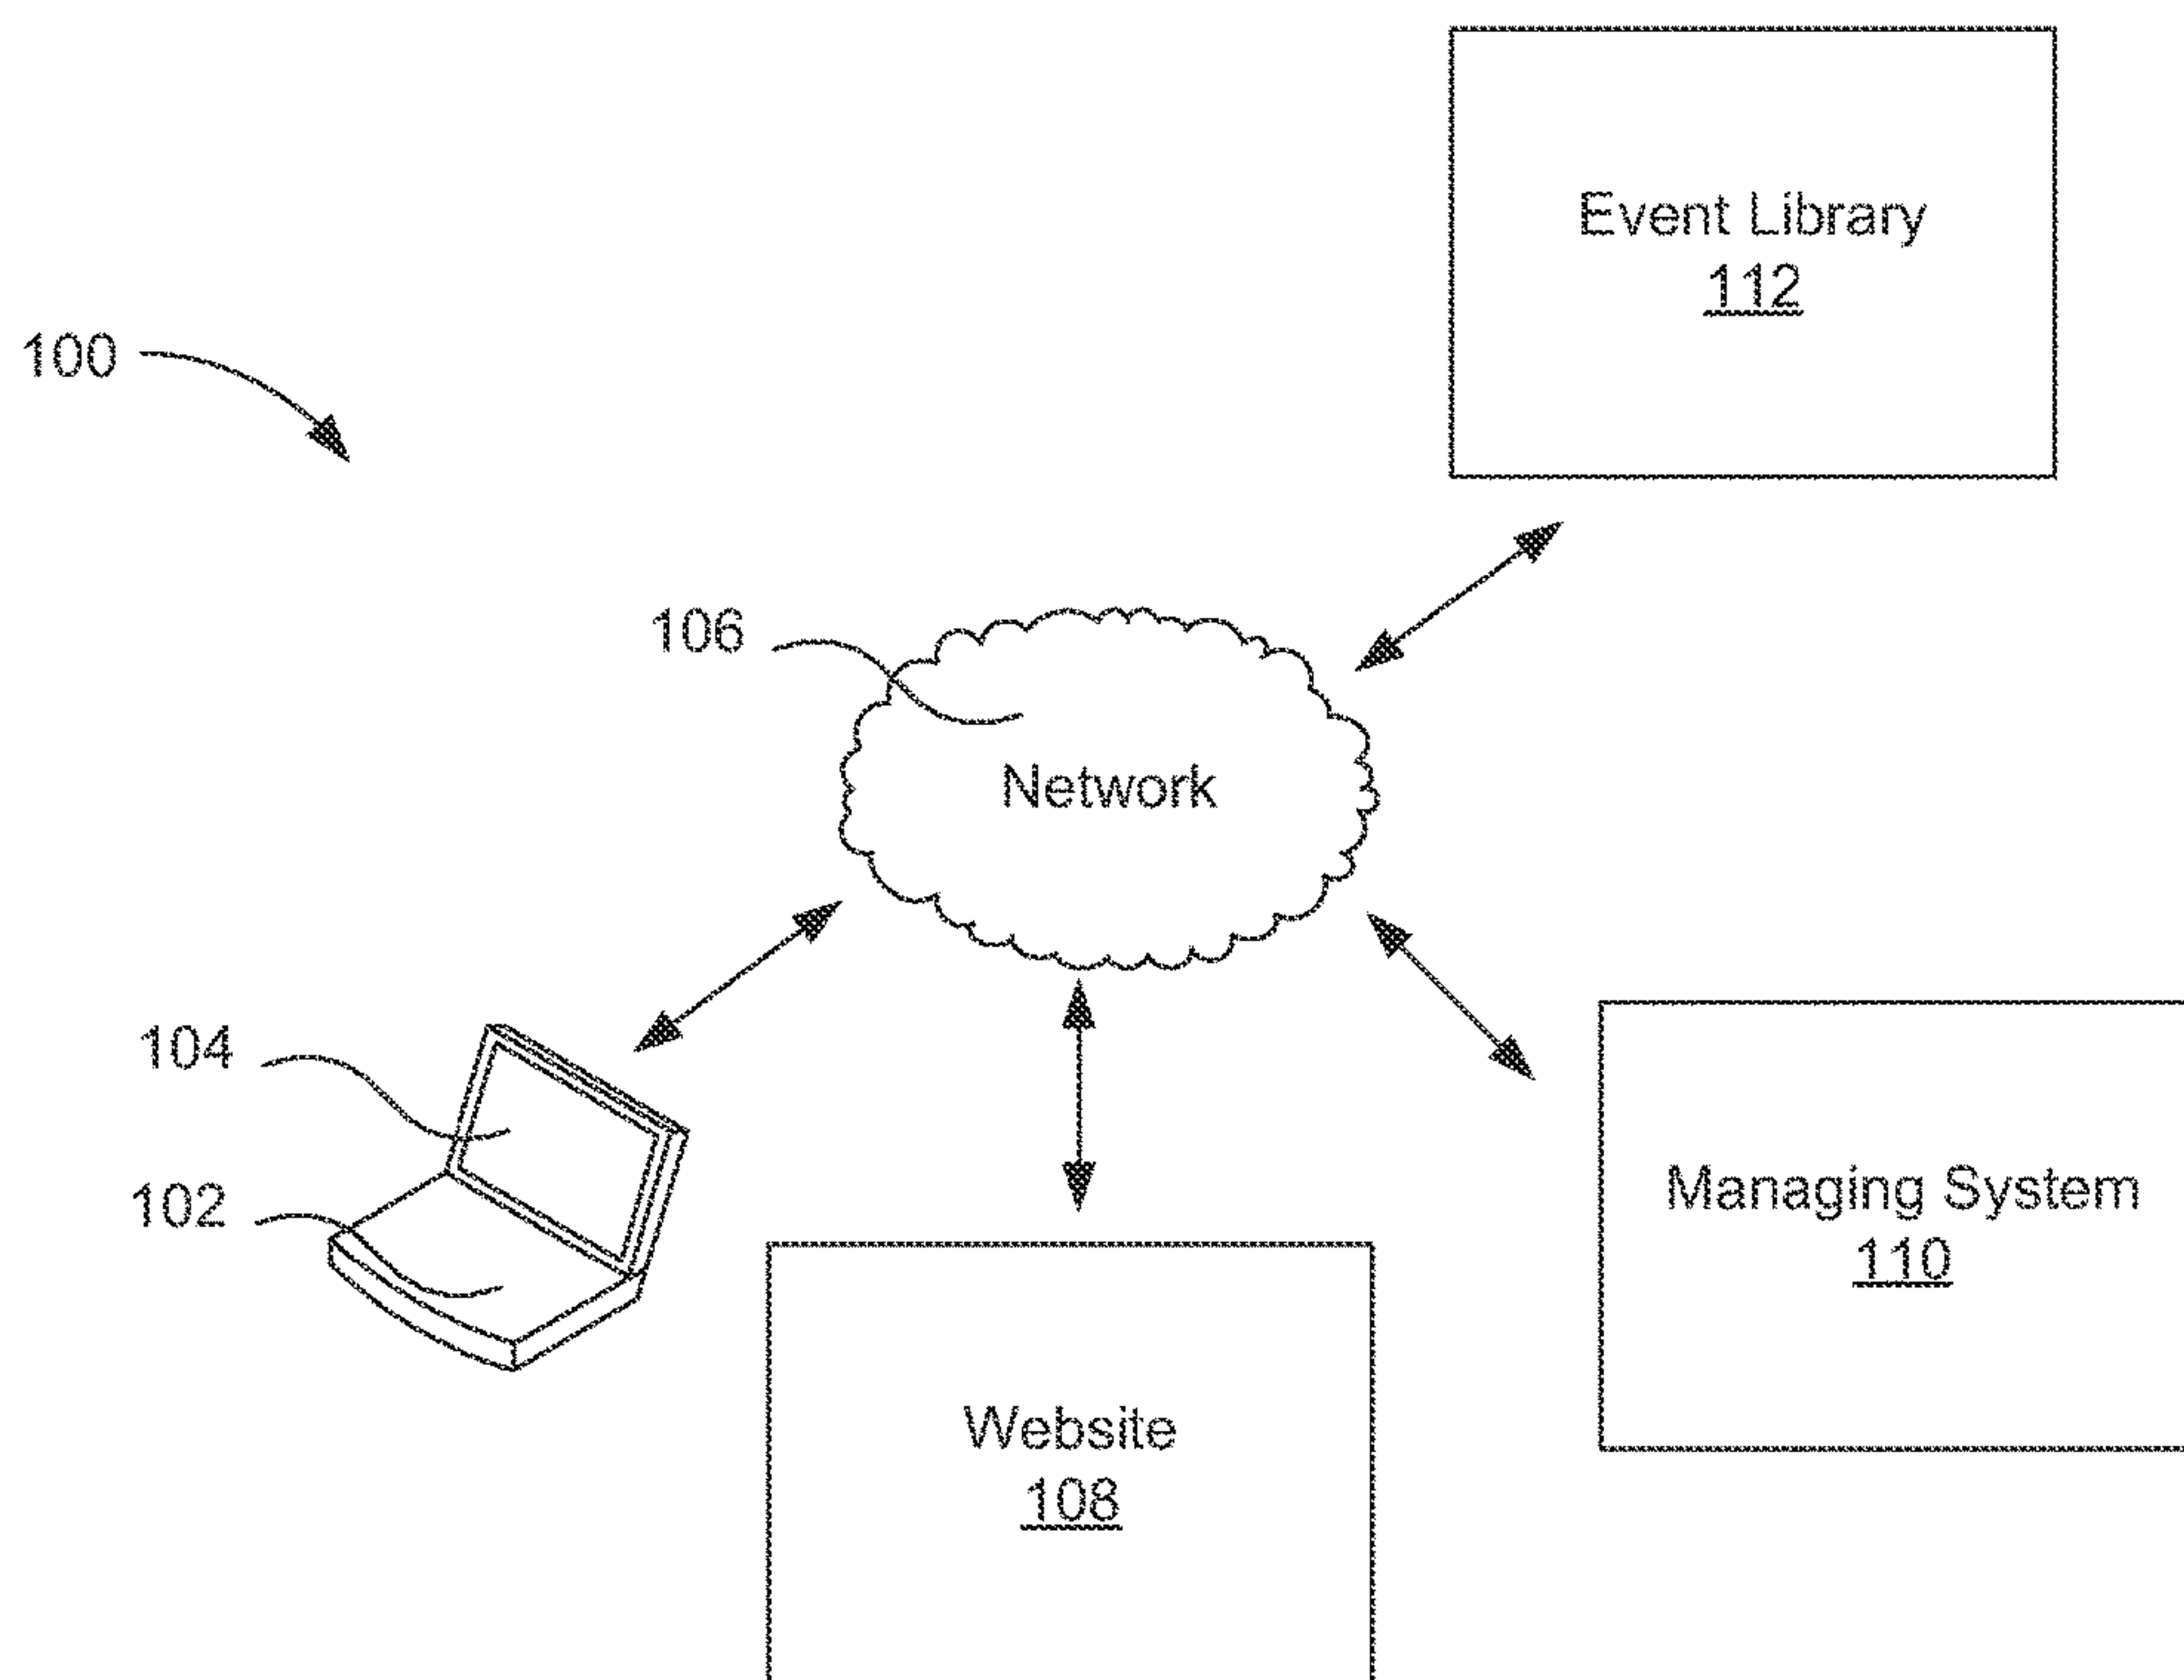 Event Library
112
100
106
Network
104
102
Managing System
110
Website
108